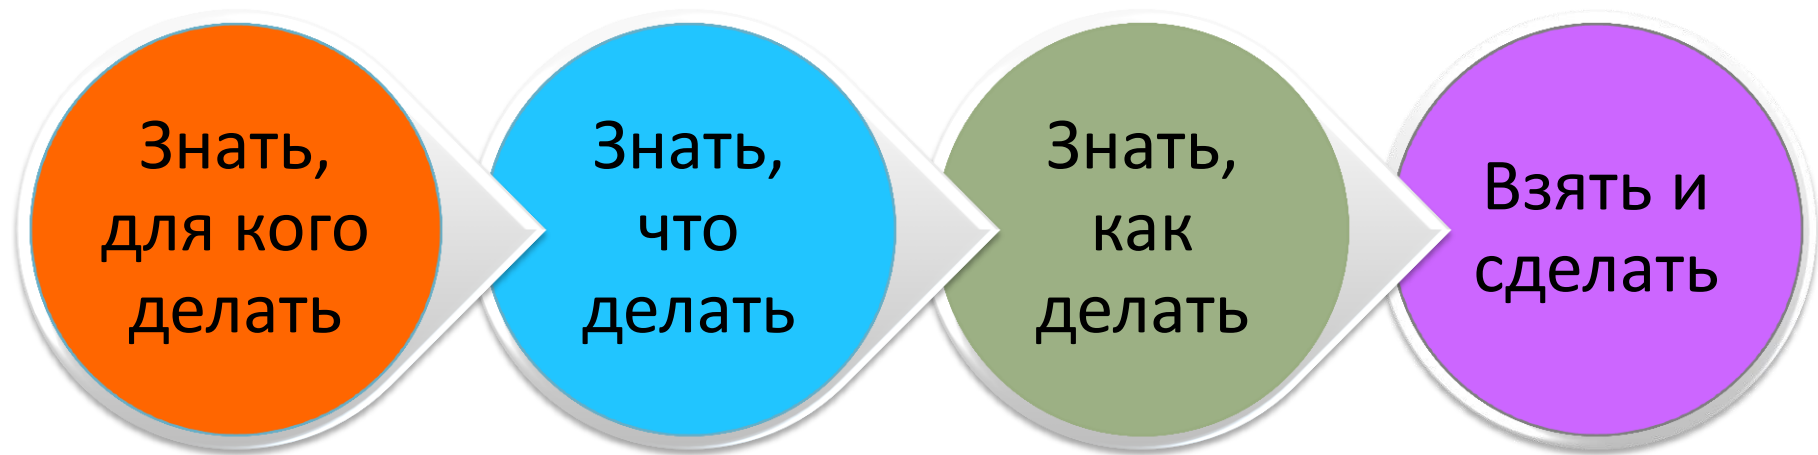 Знать,
для кого
делать
Знать,
что
делать
Знать,
как
делать
Взять и
сделать